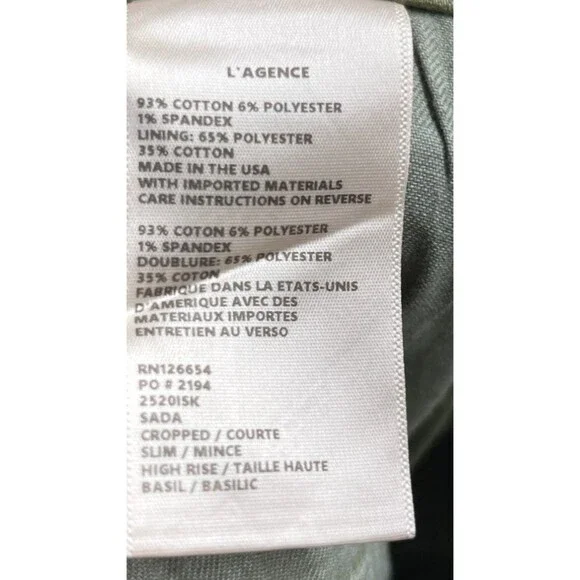 L'AGENCE
93% COTTON 6% POLYESTER
1% SPANDEX
LINING: 65% POLYESTER
35% COTTON
MADE IN THE USA
WITH IMPORTED MATERIALS
CARE INSTRUCTIONS ON REVERSE
93% COTON 6% POLYESTER
1% SPANDEX
DOUBLURE: 65% POLYESTER
35% COTON
FABRIQUE DANS LA ETATS-UNIS
D'AMERIQUE AVEC DES
MATERIAUX IMPORTES
ENTRETIEN AU VERSO
RN126654
PO # 2194
2520ISK
SADA
CROPPED / COURTE
SLIM / MINCE
HIGH RISE / TAILLE HAUTE
BASIL / BASILIC